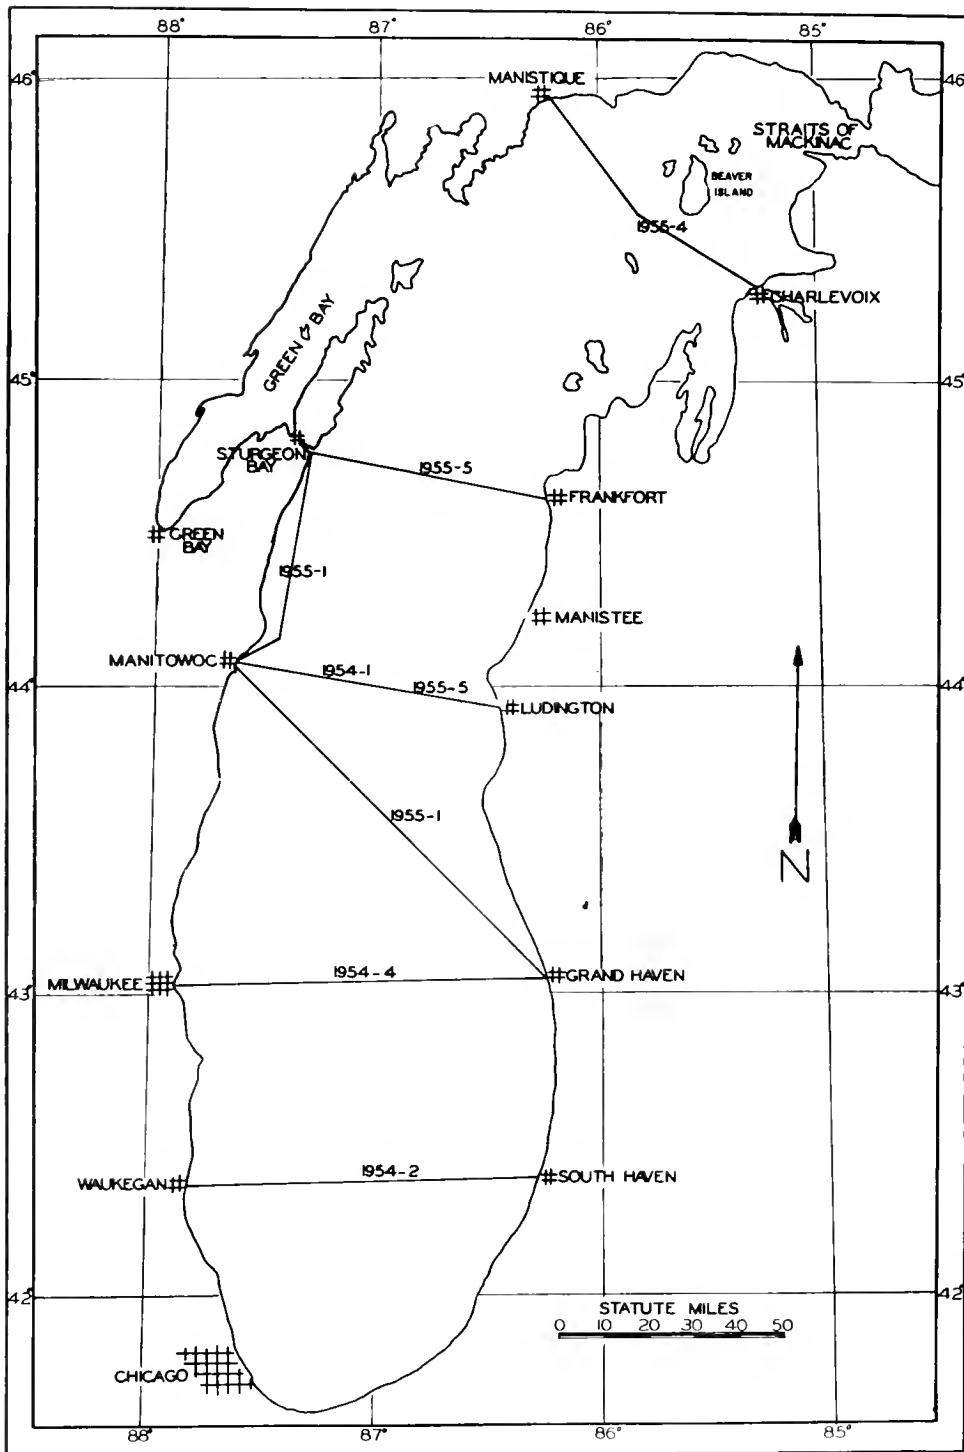 88° 87° 86° 85°
46° 46°
MANISTIQUE
STRAITS OF
MACKINAC
BEAVER
ISLAND
1955-4
CHARLEVOIX
GREEN BAY
45° 45°
STURGEON
BAY
1955-5
FRANKFORT
GREEN
BAY
1955-1
MANISTEE
MANITOWOC
1954-1
1955-5
44° 44°
LUDINGTON
1955-1
N
MILWAUKEE
1954-4
GRAND HAVEN
43° 43°
WAUKEGAN
1954-2
SOUTH HAVEN
42° 42°
STATUTE MILES
0 10 20 30 40 50
CHICAGO
88° 87° 86° 85°